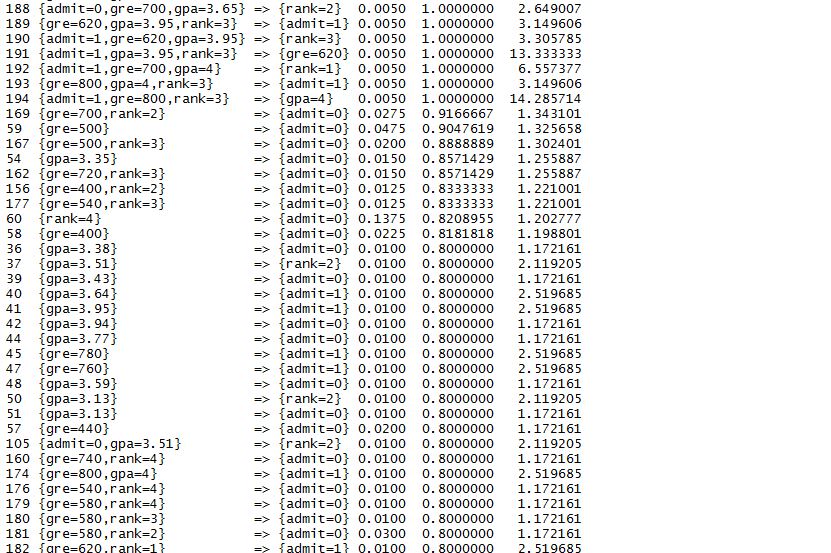 188 {admit=0,gre=700,gpa=3.65} => {rank=2} 0.0050 1.0000000 2.649007
189 {gre=620,gpa=3.95,rank=3} => {admit=1} 0.0050 1.0000000 3.149606
190 {admit=1,gre=620,gpa=3.95} => {rank=3} 0.0050 1.0000000 3.305785
191 {admit=1,gpa=3.95,rank=3} => {gre=620} 0.0050 1.0000000 13.333333
192 {admit=1,gre=700,gpa=4} => {rank=1} 0.0050 1.0000000 6.557377
193 {gre=800,gpa=4,rank=3} => {admit=1} 0.0050 1.0000000 3.149606
194 {admit=1,gre=800,rank=3} => {gpa=4} 0.0050 1.0000000 14.285714
169 {gre=700,rank=2} => {admit=0} 0.0275 0.9166667 1.343101
59 {gre=500} => {admit=0} 0.0475 0.9047619 1.325658
167 {gre=500,rank=3} => {admit=0} 0.0200 0.8888889 1.302401
54 {gpa=3.35} => {admit=0} 0.0150 0.8571429 1.255887
162 {gre=720,rank=3} => {admit=0} 0.0150 0.8571429 1.255887
156 {gre=400,rank=2} => {admit=0} 0.0125 0.8333333 1.221001
177 {gre=540,rank=3} => {admit=0} 0.0125 0.8333333 1.221001
60 {rank=4} => {admit=0} 0.1375 0.8208955 1.202777
58 {gre=400} => {admit=0} 0.0225 0.8181818 1.198801
36 {gpa=3.38} => {admit=0} 0.0100 0.8000000 1.172161
37 {gpa=3.51} => {rank=2} 0.0100 0.8000000 2.119205
39 {gpa=3.43} => {admit=0} 0.0100 0.8000000 1.172161
40 {gpa=3.64} => {admit=1} 0.0100 0.8000000 2.519685
41 {gpa=3.95} => {admit=1} 0.0100 0.8000000 2.519685
42 {gpa=3.94} => {admit=0} 0.0100 0.8000000 1.172161
44 {gpa=3.77} => {admit=0} 0.0100 0.8000000 1.172161
45 {gre=780} => {admit=1} 0.0100 0.8000000 2.519685
47 {gre=760} => {admit=1} 0.0100 0.8000000 2.519685
48 {gpa=3.59} => {admit=0} 0.0100 0.8000000 1.172161
50 {gpa=3.13} => {rank=2} 0.0100 0.8000000 2.119205
51 {gpa=3.13} => {admit=0} 0.0100 0.8000000 1.172161
57 {gre=440} => {admit=0} 0.0200 0.8000000 1.172161
105 {admit=0,gpa=3.51} => {rank=2} 0.0100 0.8000000 2.119205
160 {gre=740,rank=4} => {admit=0} 0.0100 0.8000000 1.172161
174 {gre=800,gpa=4} => {admit=1} 0.0100 0.8000000 2.519685
176 {gre=540,rank=4} => {admit=0} 0.0100 0.8000000 1.172161
179 {gre=580,rank=4} => {admit=0} 0.0100 0.8000000 1.172161
180 {gre=580,rank=3} => {admit=0} 0.0100 0.8000000 1.172161
181 {gre=580,rank=2} => {admit=0} 0.0300 0.8000000 1.172161
182 {gre=620,rank=1} => {admit=1} 0.0100 0.8000000 2.519685